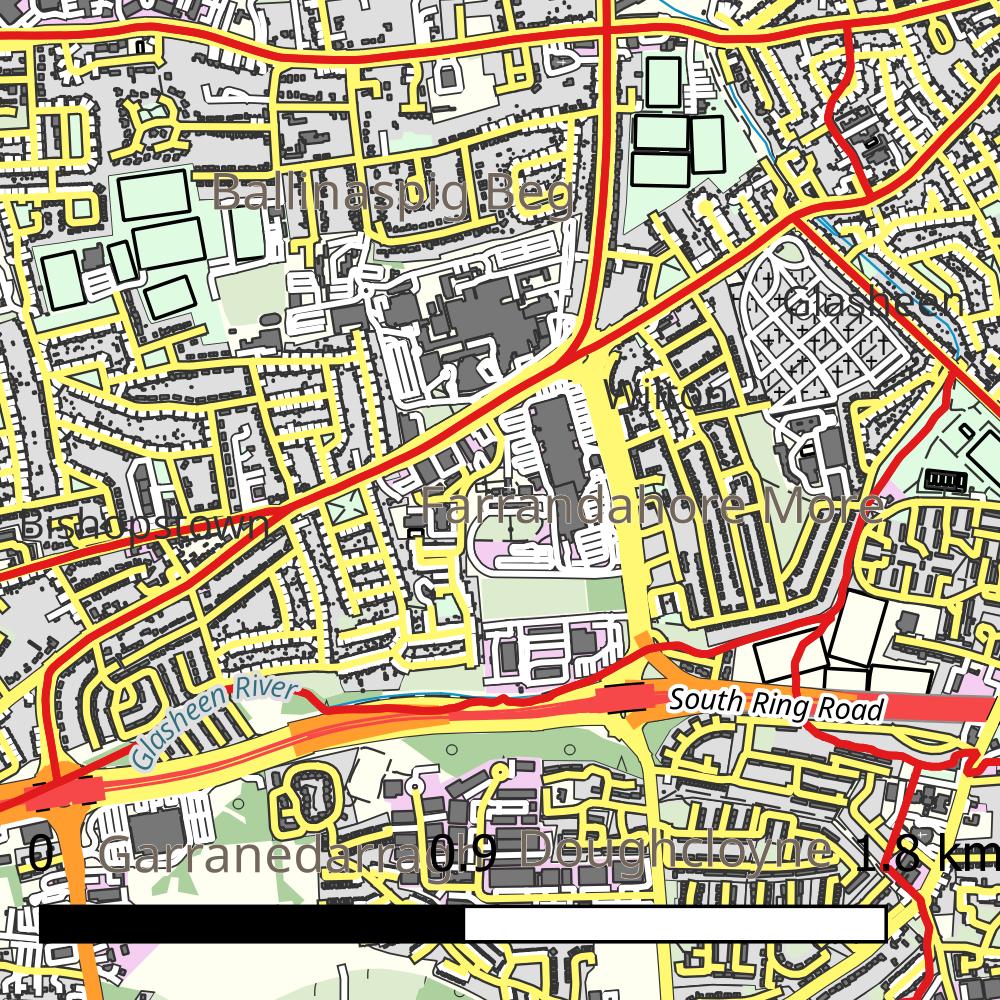 Ballinaspig Beg
Glasheen
Wilton
Farrandahore More
Bishopstown
Glasheen River
South Ring Road
Garranedarragh
Doughcloyne
0 0.9 1.8 km